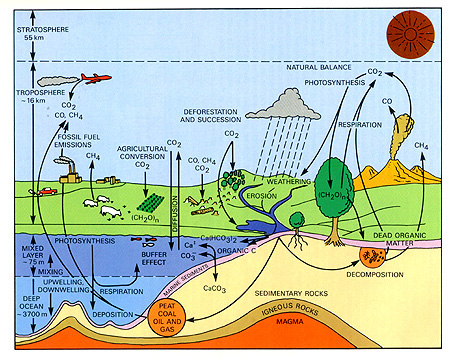 STRATOSPHERE
55 km
TROPOSPHERE
~16 km
CO2
CO, CH4
FOSSIL FUEL
EMISSIONS
CH4
AGRICULTURAL
CONVERSION
CO2
CO2
DEFORESTATION
AND SUCCESSION
CO2
CO, CH4
CO2
NATURAL BALANCE
CO2
PHOTOSYNTHESIS
CO
RESPIRATION
CO2
CH4
(CH2O)n
DIFFUSION
EROSION
WEATHERING
(CH2O)n
DEAD ORGANIC
MATTER
DECOMPOSITION
MIXED
LAYER
~75 m
PHOTOSYNTHESIS
MIXING
UPWELLING,
DOWNWELLING
RESPIRATION
BUFFER
EFFECT
Ca(HCO3)2
ORGANIC C
CaCO3
MARINE SEDIMENTS
DEEP
OCEAN
~3700 m
DEPOSITION
PEAT
COAL
OIL AND
GAS
SEDIMENTARY ROCKS
IGNEOUS ROCKS
MAGMA